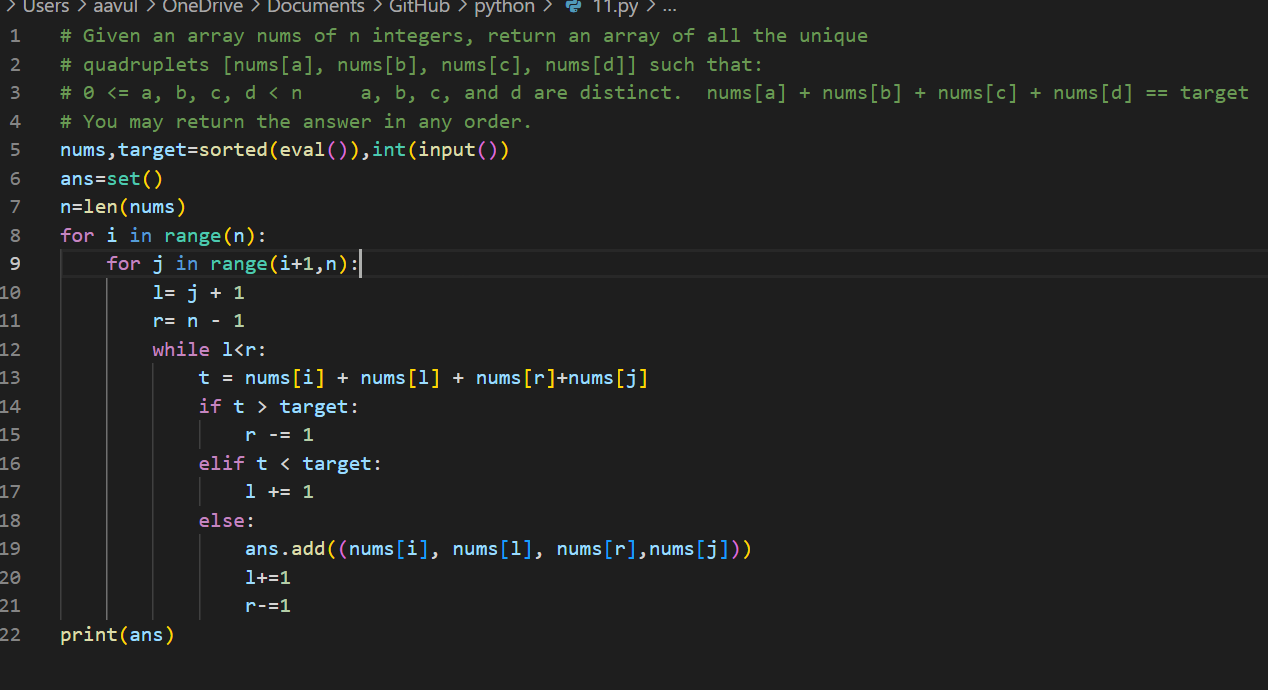 > Users > aavul > OneDrive > Documents > GitHub > python > 11.py > ...
1 # Given an array nums of n integers, return an array of all the unique
2 # quadruplets [nums[a], nums[b], nums[c], nums[d]] such that:
3 # 0 <= a, b, c, d < n     a, b, c, and d are distinct.  nums[a] + nums[b] + nums[c] + nums[d] == target
4 # You may return the answer in any order.
5 nums,target=sorted(eval()),int(input())
6 ans=set()
7 n=len(nums)
8 for i in range(n):
9     for j in range(i+1,n):
10         l= j + 1
11         r= n - 1
12         while l<r:
13             t = nums[i] + nums[l] + nums[r]+nums[j]
14             if t > target:
15                 r -= 1
16             elif t < target:
17                 l += 1
18             else:
19                 ans.add((nums[i], nums[l], nums[r],nums[j]))
20                 l+=1
21                 r-=1
22 print(ans)